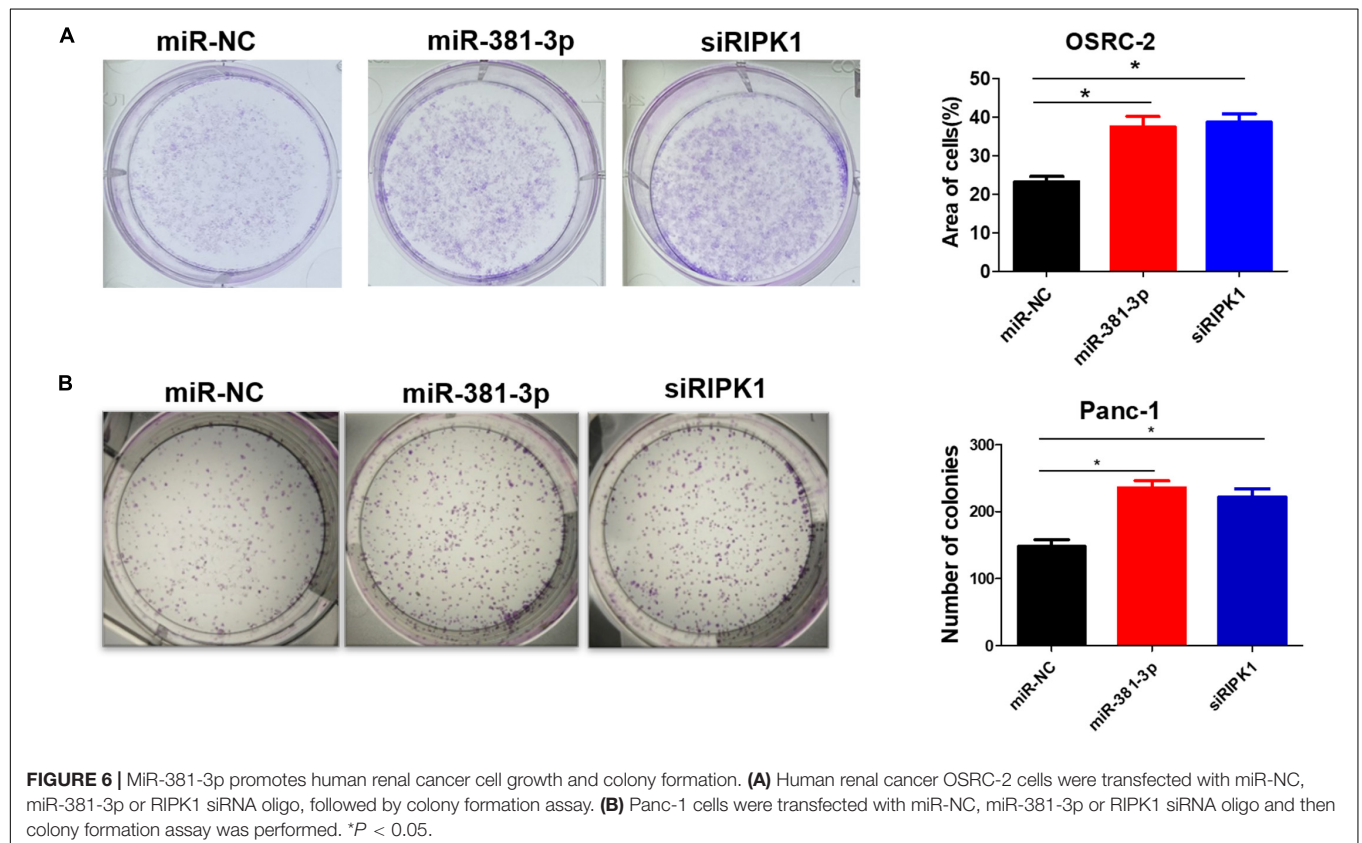 A
miR-NC
miR-381-3p
siRIPK1
OSRC-2
Area of cells(%)
50
40
30
20
10
0
*
*
miR-NC
miR-381-3p
siRIPK1
B
miR-NC
miR-381-3p
siRIPK1
Panc-1
Number of colonies
300
200
100
0
*
*
miR-NC
miR-381-3p
siRIPK1
FIGURE 6 | MiR-381-3p promotes human renal cancer cell growth and colony formation. (A) Human renal cancer OSRC-2 cells were transfected with miR-NC,
miR-381-3p or RIPK1 siRNA oligo, followed by colony formation assay. (B) Panc-1 cells were transfected with miR-NC, miR-381-3p or RIPK1 siRNA oligo and then
colony formation assay was performed. *P < 0.05.